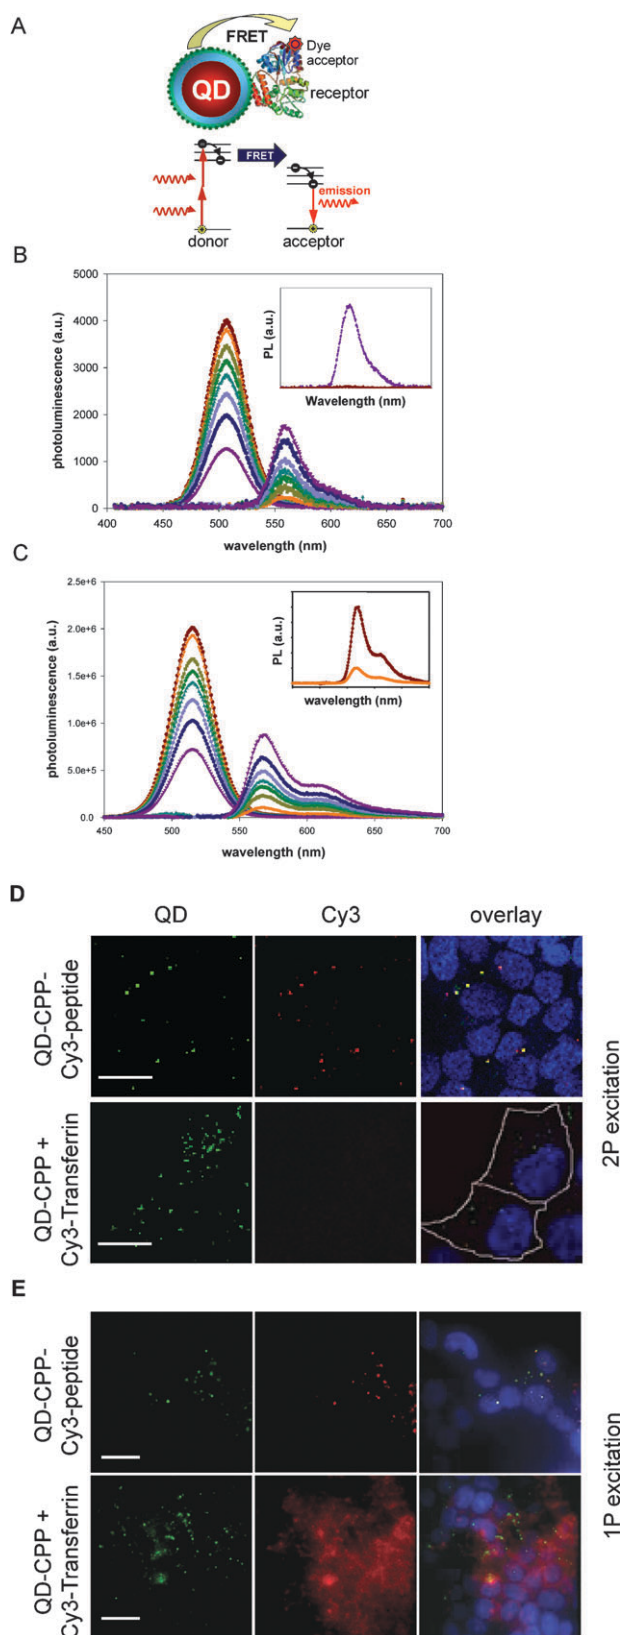 A
FRET
Dye
acceptor
QD
receptor
FRET
emission
donor
acceptor
B
photoluminescence (a.u.)
5000
4000
3000
2000
1000
0
400
450
500
550
600
650
700
wavelength (nm)
PL (a.u.)
Wavelength (nm)
C
photoluminescence (a.u.)
2.5e+6
2.0e+6
1.5e+6
1.0e+6
5.0e+5
0.0
450
500
550
600
650
700
wavelength (nm)
PL (a.u.)
wavelength (nm)
D
QD
Cy3
overlay
QD-CPP-
Cy3-peptide
QD-CPP +
Cy3-Transferrin
2P excitation
E
QD-CPP-
Cy3-peptide
QD-CPP +
Cy3-Transferrin
1P excitation